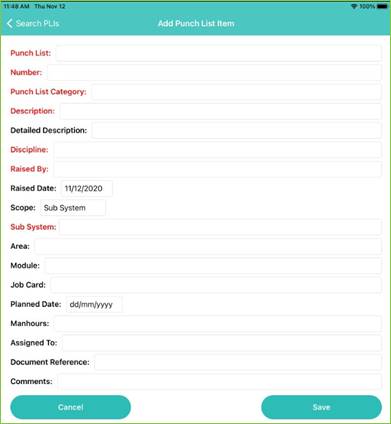 11:48 AM Thu Nov 12 100%
Search PLIs Add Punch List Item
Punch List:
Number:
Punch List Category:
Description:
Detailed Description:
Discipline:
Raised By:
Raised Date: 11/12/2020
Scope: Sub System
Sub System:
Area:
Module:
Job Card:
Planned Date: dd/mm/yyyy
Manhours:
Assigned To:
Document Reference:
Comments:
Cancel Save